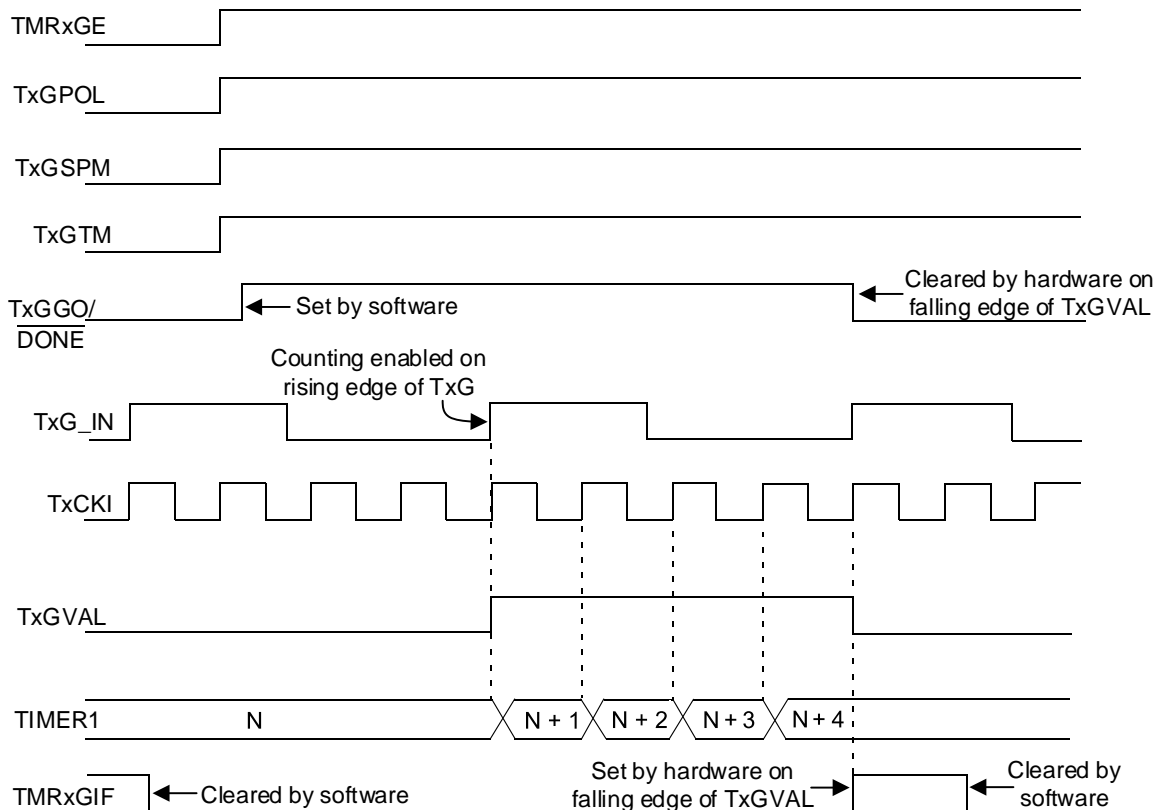 TMRxGE
TxGPOL
TxGSPM
TxGTM
TxGGO/
DONE
Set by software
Cleared by hardware on
falling edge of TxGVAL
Counting enabled on
rising edge of TxG
TxG_IN
TxCKI
TxGVAL
TIMER1
N
N + 1
N + 2
N + 3
N + 4
TMRxGIF
Cleared by software
Set by hardware on
falling edge of TxGVAL
Cleared by
software